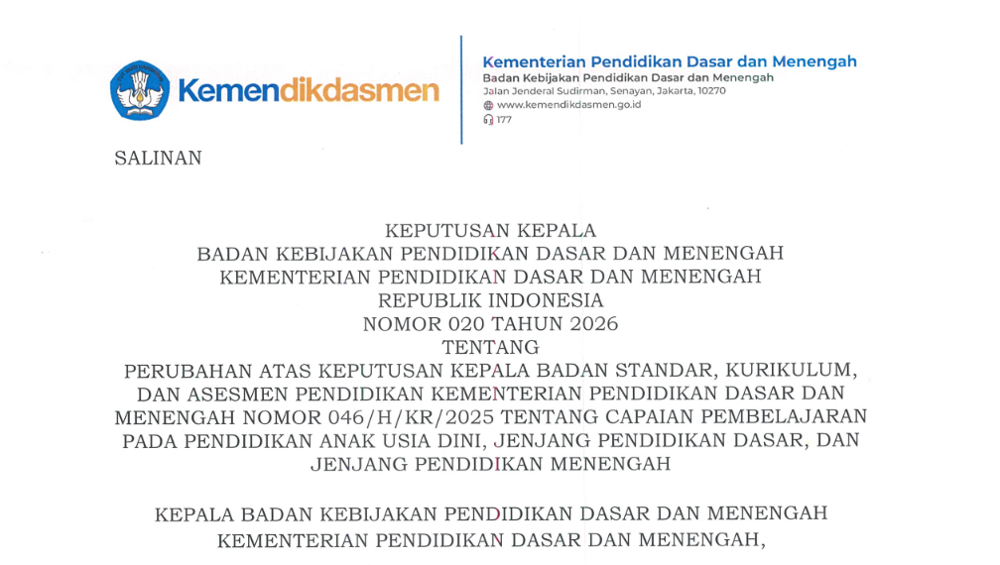 Kemendikdasmen
Kementerian Pendidikan Dasar dan Menengah
Badan Kebijakan Pendidikan Dasar dan Menengah
Jalan Jenderal Sudirman, Senayan, Jakarta, 10270
www.kemendikdasmen.go.id
177
SALINAN
KEPUTUSAN KEPALA
BADAN KEBIJAKAN PENDIDIKAN DASAR DAN MENENGAH
KEMENTERIAN PENDIDIKAN DASAR DAN MENENGAH
REPUBLIK INDONESIA
NOMOR 020 TAHUN 2026
TENTANG
PERUBAHAN ATAS KEPUTUSAN KEPALA BADAN STANDAR, KURIKULUM,
DAN ASESMEN PENDIDIKAN KEMENTERIAN PENDIDIKAN DASAR DAN
MENENGAH NOMOR 046/H/KR/2025 TENTANG CAPAIAN PEMBELAJARAN
PADA PENDIDIKAN ANAK USIA DINI, JENJANG PENDIDIKAN DASAR, DAN
JENJANG PENDIDIKAN MENENGAH
KEPALA BADAN KEBIJAKAN PENDIDIKAN DASAR DAN MENENGAH
KEMENTERIAN PENDIDIKAN DASAR DAN MENENGAH,